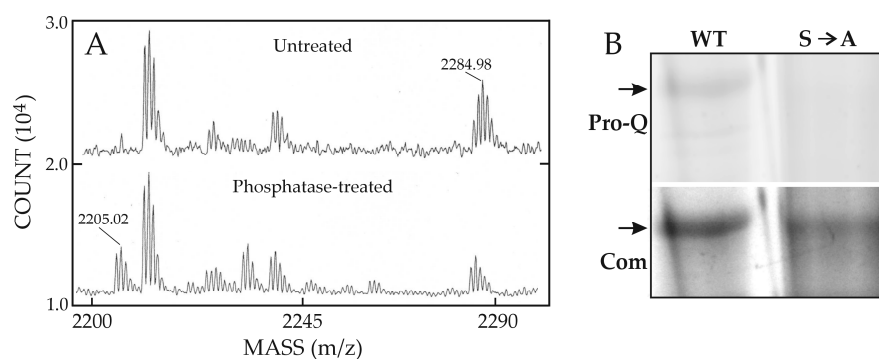 A
Untreated
2284.98
Phosphatase-treated
2205.02
COUNT (10⁴)
3.0
2.0
1.0
2200
2245
2290
MASS (m/z)
B
WT S → A
Pro-Q
Com